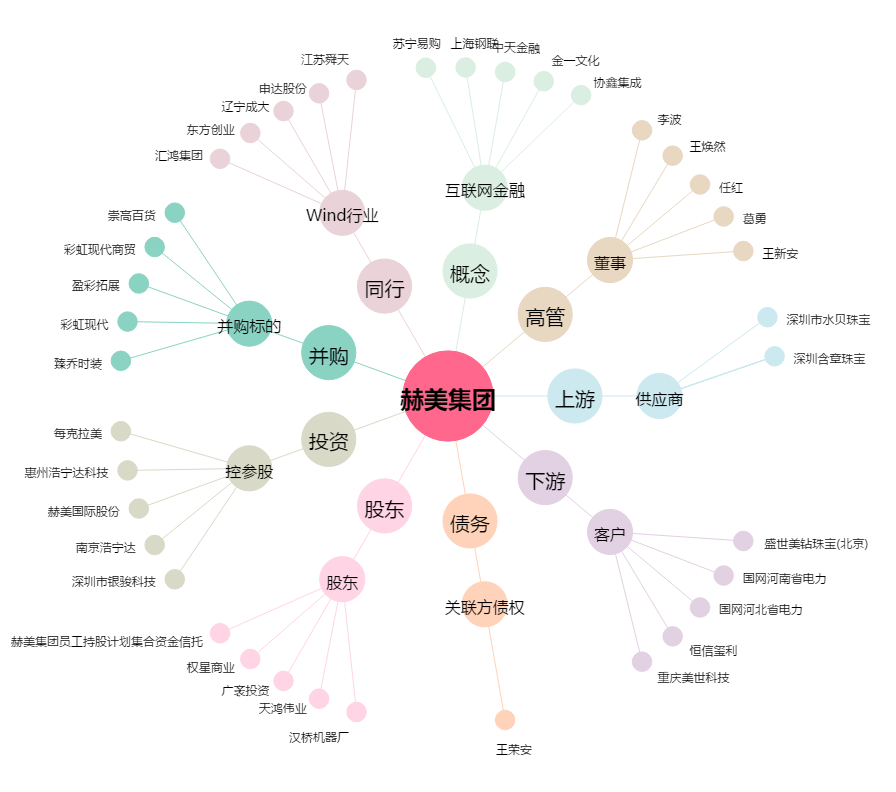 苏宁易购
上海钢联
中天金融
金一文化
协鑫集成
江苏舜天
申达股份
辽宁成大
东方创业
汇鸿集团
李波
王焕然
任红
葛勇
王新安
互联网金融
Wind行业
崇高百货
彩虹现代商贸
盈彩拓展
彩虹现代
臻乔时装
董事
概念
同行
高管
并购标的
并购
深圳市水贝珠宝
深圳含章珠宝
赫美集团
上游
供应商
投资
控参股
每克拉美
惠州浩宁达科技
赫美国际股份
南京浩宁达
深圳市银骏科技
下游
股东
债务
客户
盛世美钻珠宝(北京)
国网河南省电力
国网河北省电力
恒信玺利
重庆美世科技
股东
关联方债权
赫美集团员工持股计划集合资金信托
权星商业
广袤投资
天鸿伟业
汉桥机器厂
王荣安